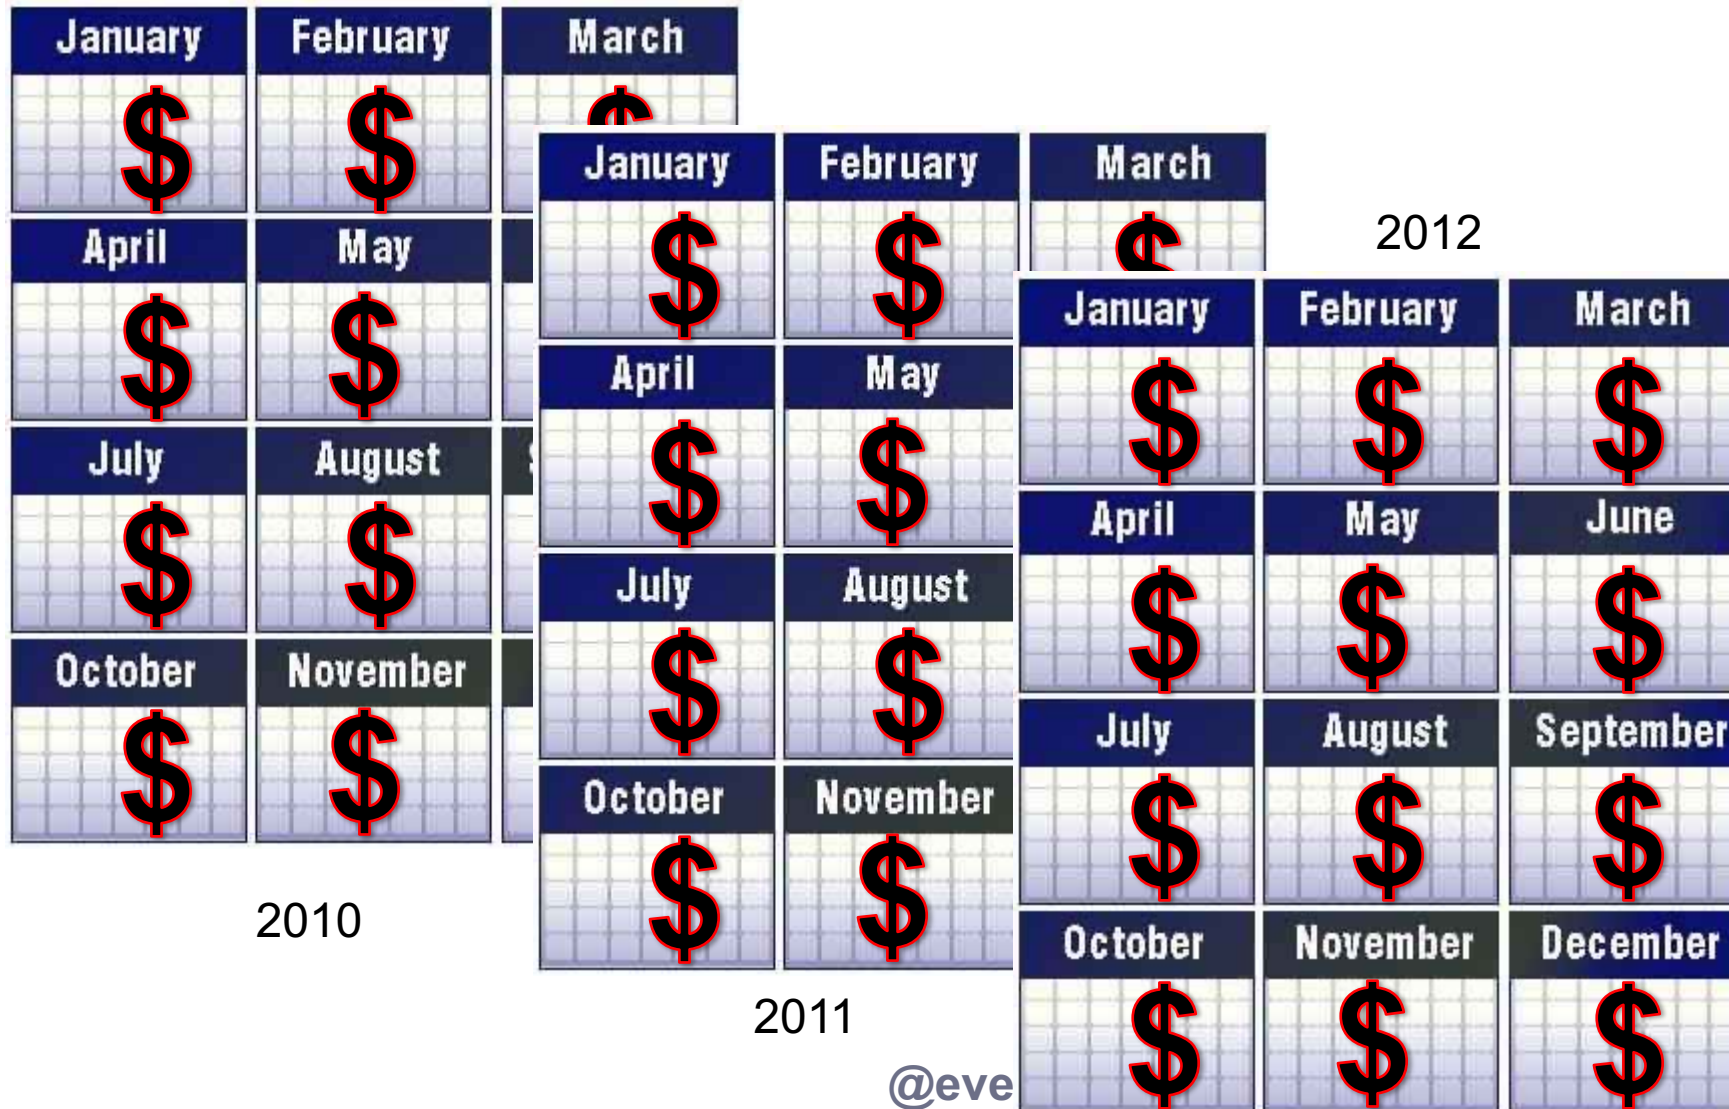 January February March
$ $ $
April May
$ $
July August
$ $
October November
$ $
2010
January February March
$ $ $
April May
$ $
July August
$ $
October November
$ $
2011
2012
January February March
$ $ $
April May June
$ $ $
July August September
$ $ $
October November December
$ $ $
@eve